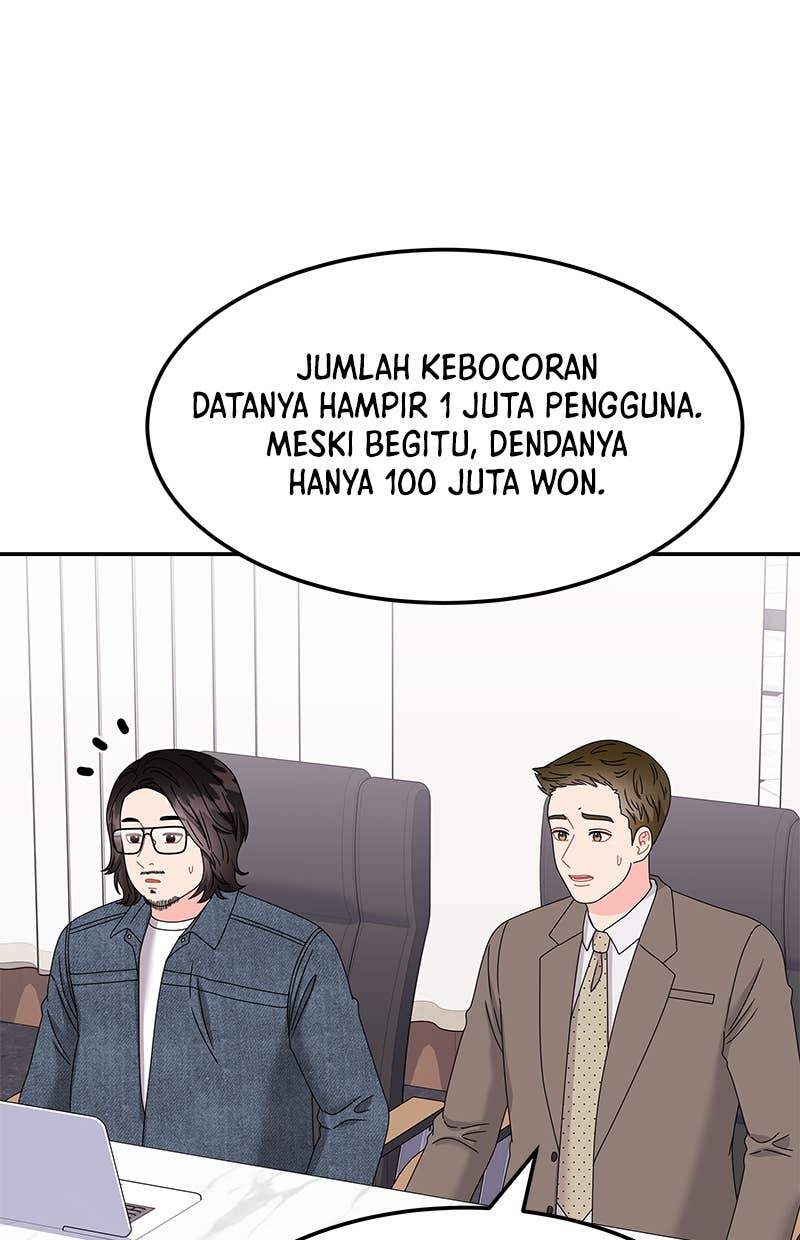 JUMLAH KEBOCORAN
DATANYA HAMPIR 1 JUTA PENGGUNA.
MESKI BEGITU, DENDANYA
HANYA 100 JUTA WON.